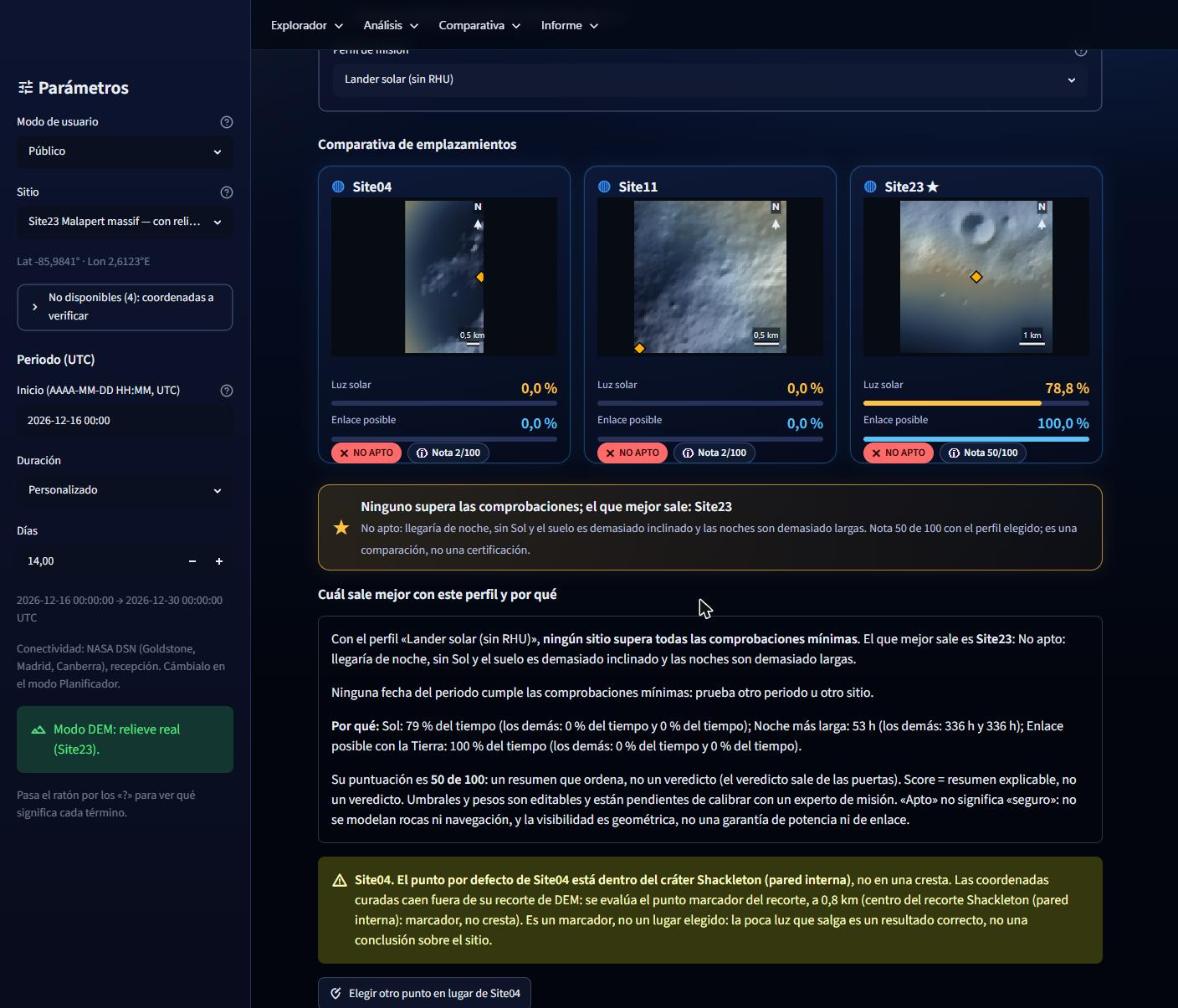 Explorador
Análisis
Comparativa
Informe
Parámetros
Modo de usuario
Público
Sitio
Site23 Malapert massif — con reli...
Lat -85,9841° · Lon 2,6123°E
No disponibles (4): coordenadas a
verificar
Periodo (UTC)
Inicio (AAAA-MM-DD HH:MM, UTC)
2026-12-16 00:00
Duración
Personalizado
Días
14,00
2026-12-16 00:00:00 → 2026-12-30 00:00:00
UTC
Conectividad: NASA DSN (Goldstone,
Madrid, Canberra), recepción. Cámbialo en
el modo Planificador.
Modo DEM: relieve real
(Site23).
Pasa el ratón por los «?» para ver qué
significa cada término.
Perfil de misión
Lander solar (sin RHU)
Comparativa de emplazamientos
Site04
N
0,5 km
Luz solar 0,0 %
Enlace posible 0,0 %
NO APTO Nota 2/100
Site11
N
0,5 km
Luz solar 0,0 %
Enlace posible 0,0 %
NO APTO Nota 2/100
Site23 ★
N
1 km
Luz solar 78,8 %
Enlace posible 100,0 %
NO APTO Nota 50/100
Ninguno supera las comprobaciones; el que mejor sale: Site23
No apto: llegaría de noche, sin Sol y el suelo es demasiado inclinado y las noches son demasiado largas. Nota 50 de 100 con el perfil elegido; es una
comparación, no una certificación.
Cuál sale mejor con este perfil y por qué
Con el perfil «Lander solar (sin RHU)», ningún sitio supera todas las comprobaciones mínimas. El que mejor sale es Site23: No apto:
llegaría de noche, sin Sol y el suelo es demasiado inclinado y las noches son demasiado largas.
Ninguna fecha del periodo cumple las comprobaciones mínimas: prueba otro periodo u otro sitio.
Por qué: Sol: 79 % del tiempo (los demás: 0 % del tiempo y 0 % del tiempo); Noche más larga: 53 h (los demás: 336 h y 336 h); Enlace
posible con la Tierra: 100 % del tiempo (los demás: 0 % del tiempo y 0 % del tiempo).
Su puntuación es 50 de 100: un resumen que ordena, no un veredicto (el veredicto sale de las puertas). Score = resumen explicable, no
un veredicto. Umbrales y pesos son editables y están pendientes de calibrar con un experto de misión. «Apto» no significa «seguro»: no
se modelan rocas ni navegación, y la visibilidad es geométrica, no una garantía de potencia ni de enlace.
Site04. El punto por defecto de Site04 está dentro del cráter Shackleton (pared interna), no en una cresta. Las coordenadas
curadas caen fuera de su recorte de DEM: se evalúa el punto marcador del recorte, a 0,8 km (centro del recorte Shackleton (pared
interna): marcador, no cresta). Es un marcador, no un lugar elegido: la poca luz que salga es un resultado correcto, no una
conclusión sobre el sitio.
Elegir otro punto en lugar de Site04